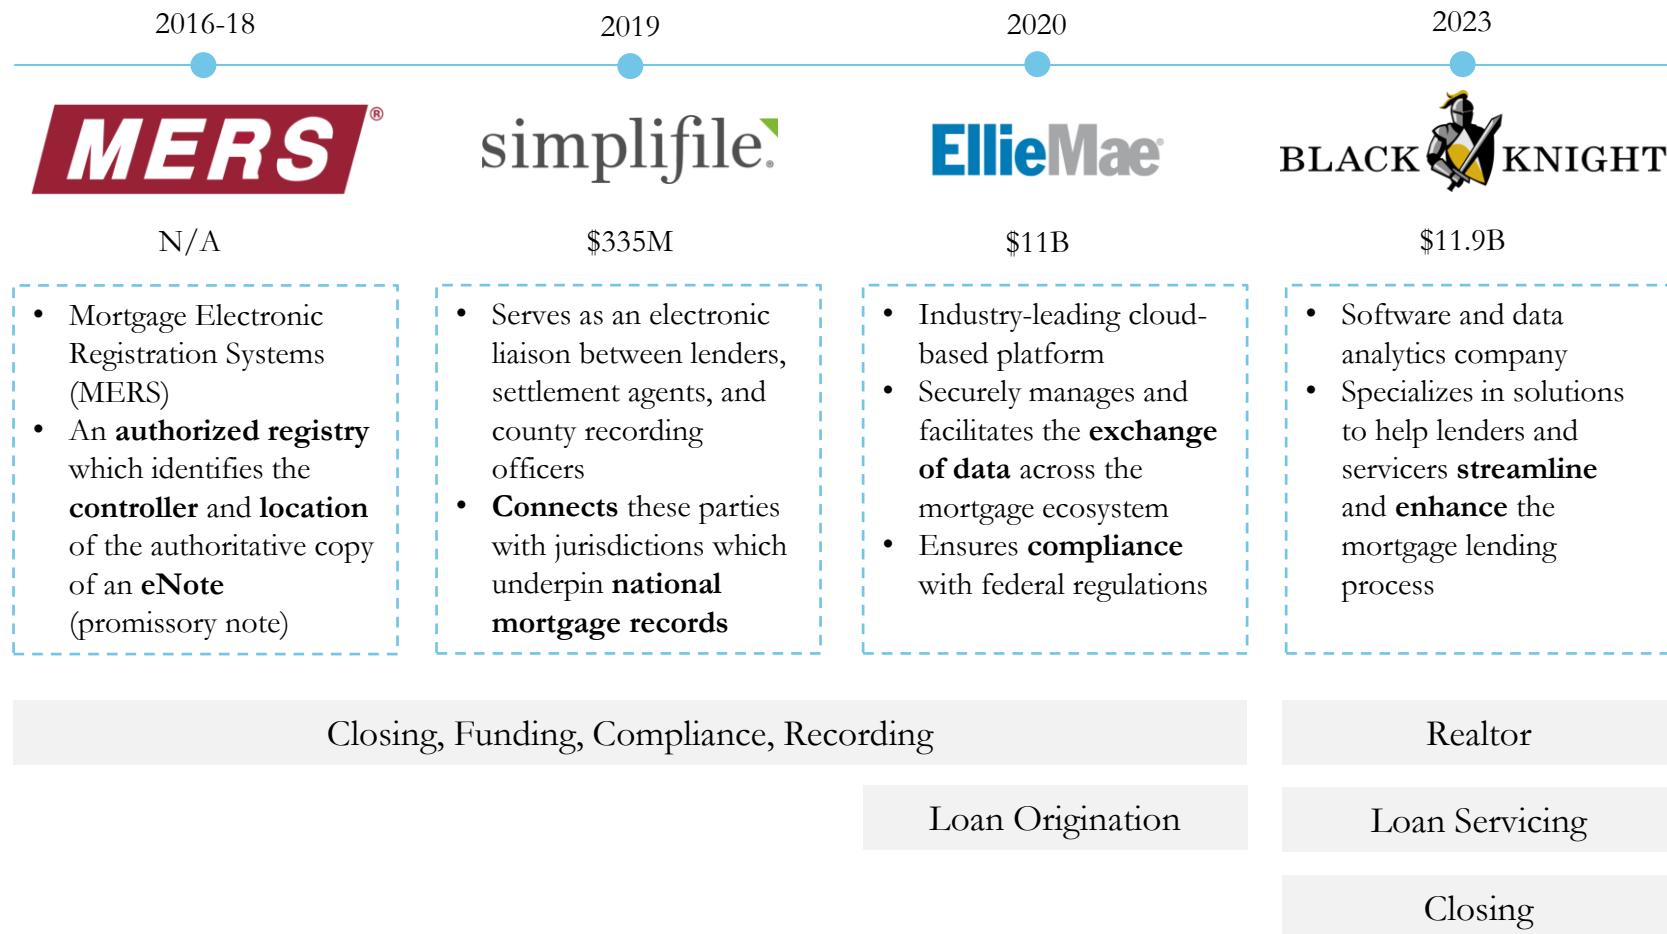 2016-18
2019
2020
2023
MERS®
simplifile.
EllieMae®
BLACK KNIGHT
N/A
$335M
$11B
$11.9B
• Mortgage Electronic
Registration Systems
(MERS)
• An authorized registry
which identifies the
controller and location
of the authoritative copy
of an eNote
(promissory note)
• Serves as an electronic
liaison between lenders,
settlement agents, and
county recording
officers
• Connects these parties
with jurisdictions which
underpin national
mortgage records
• Industry-leading cloud-
based platform
• Securely manages and
facilitates the exchange
of data across the
mortgage ecosystem
• Ensures compliance
with federal regulations
• Software and data
analytics company
• Specializes in solutions
to help lenders and
servicers streamline
and enhance the
mortgage lending
process
Closing, Funding, Compliance, Recording
Realtor
Loan Origination
Loan Servicing
Closing